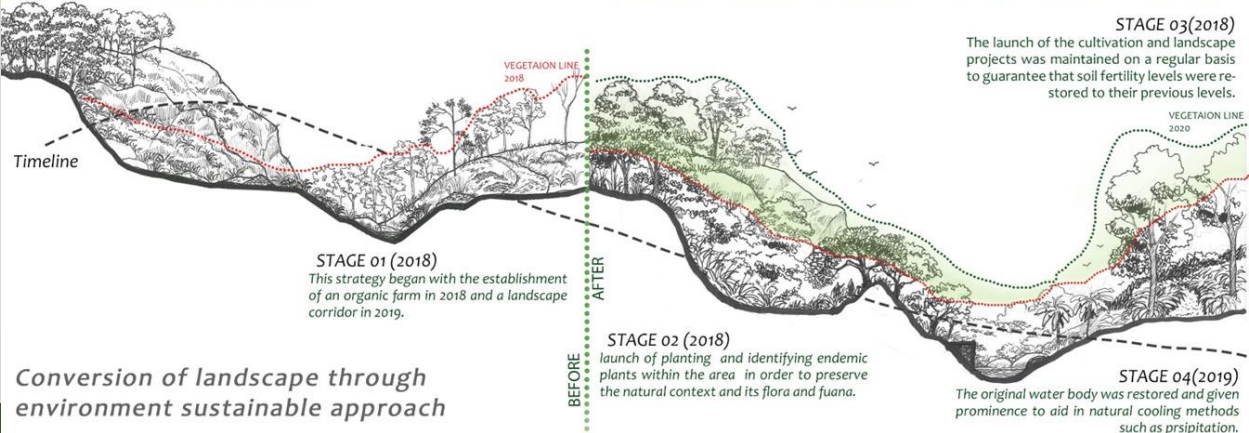 STAGE 03(2018)
The launch of the cultivation and landscape
projects was maintained on a regular basis
to guarantee that soil fertility levels were re-
stored to their previous levels.
VEGETAION LINE
2018
VEGETAION LINE
2020
Timeline
STAGE 01 (2018)
This strategy began with the establishment
of an organic farm in 2018 and a landscape
corridor in 2019.
AFTER
BEFORE
STAGE 02 (2018)
launch of planting and identifying endemic
plants within the area in order to preserve
the natural context and its flora and fuana.
STAGE 04(2019)
The original water body was restored and given
prominence to aid in natural cooling methods
such as prsipitation.
Conversion of landscape through
environment sustainable approach